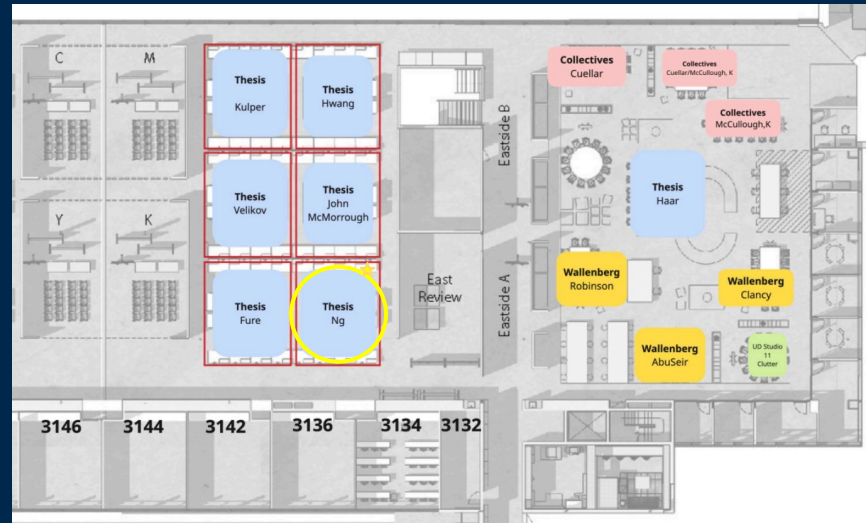 C
M
Y
K
Thesis
Kulper
Thesis
Hwang
Thesis
Velikov
Thesis
John
McMorrough
Thesis
Fure
Thesis
Ng
East
Review
Eastside B
Eastside A
Collectives
Cuellar
Collectives
Cuellar/McCullough, K
Collectives
McCullough,K
Thesis
Haar
Wallenberg
Robinson
Wallenberg
Clancy
Wallenberg
AbuSeir
UD Studio
11
Clutter
3146
3144
3142
3136
3134
3132